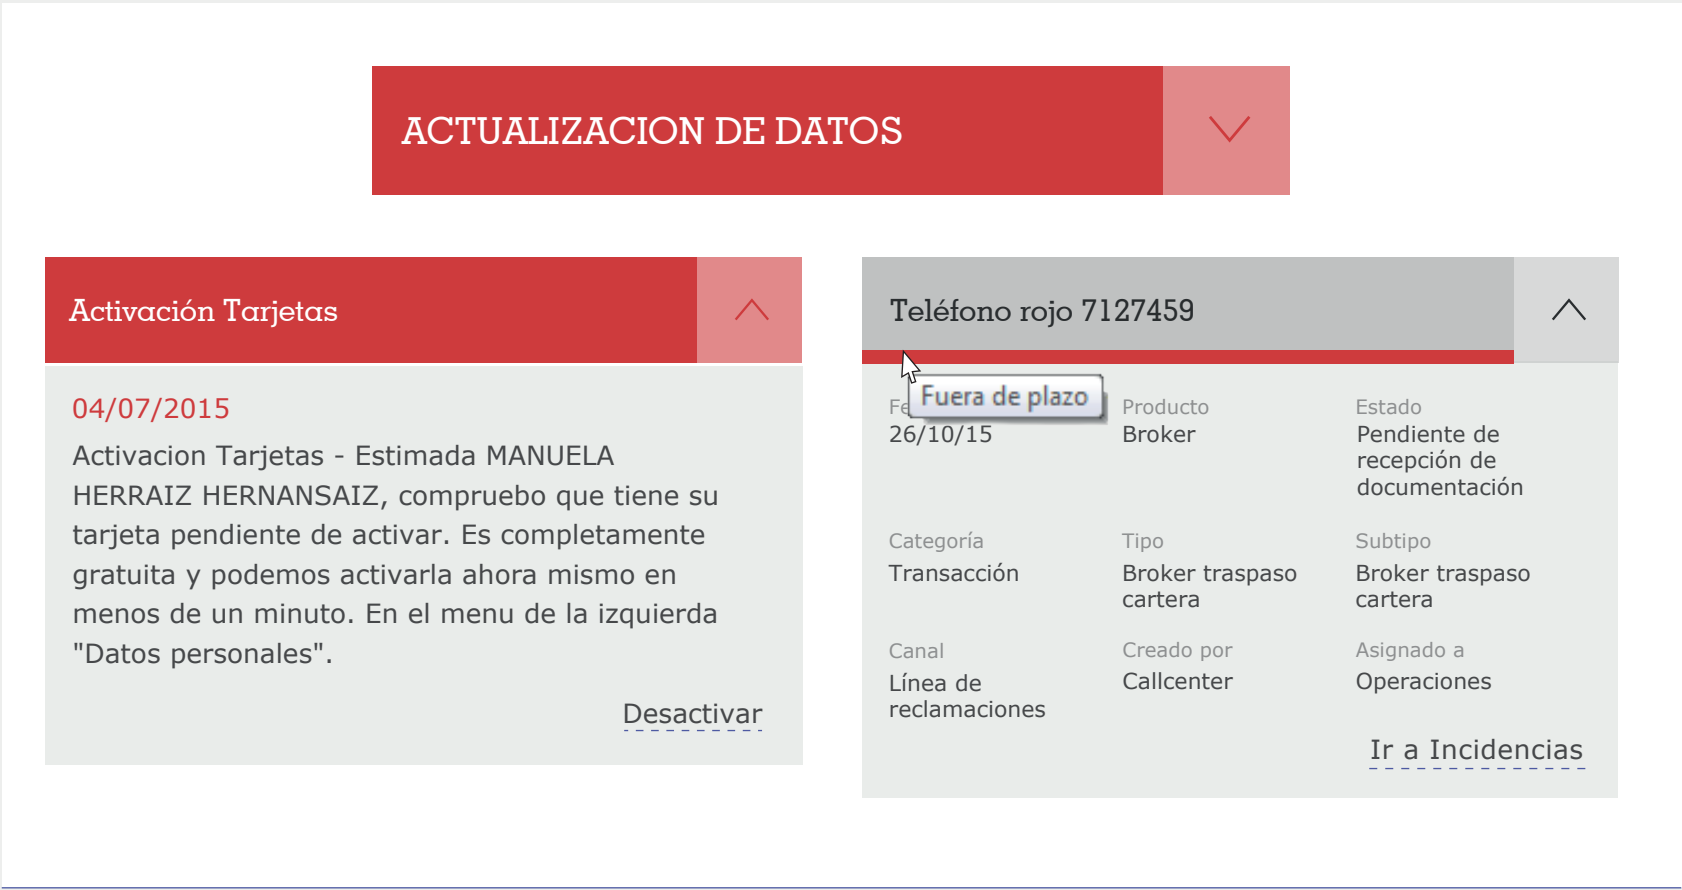 ACTUALIZACION DE DATOS
Activación Tarjetas
04/07/2015
Activacion Tarjetas - Estimada MANUELA
HERRAIZ HERNANSAIZ, compruebo que tiene su
tarjeta pendiente de activar. Es completamente
gratuita y podemos activarla ahora mismo en
menos de un minuto. En el menu de la izquierda
"Datos personales".
Desactivar
Teléfono rojo 7127459
Fuera de plazo
26/10/15
Producto
Broker
Estado
Pendiente de
recepción de
documentación
Categoría
Transacción
Tipo
Broker traspaso
cartera
Subtipo
Broker traspaso
cartera
Canal
Línea de
reclamaciones
Creado por
Callcenter
Asignado a
Operaciones
Ir a Incidencias